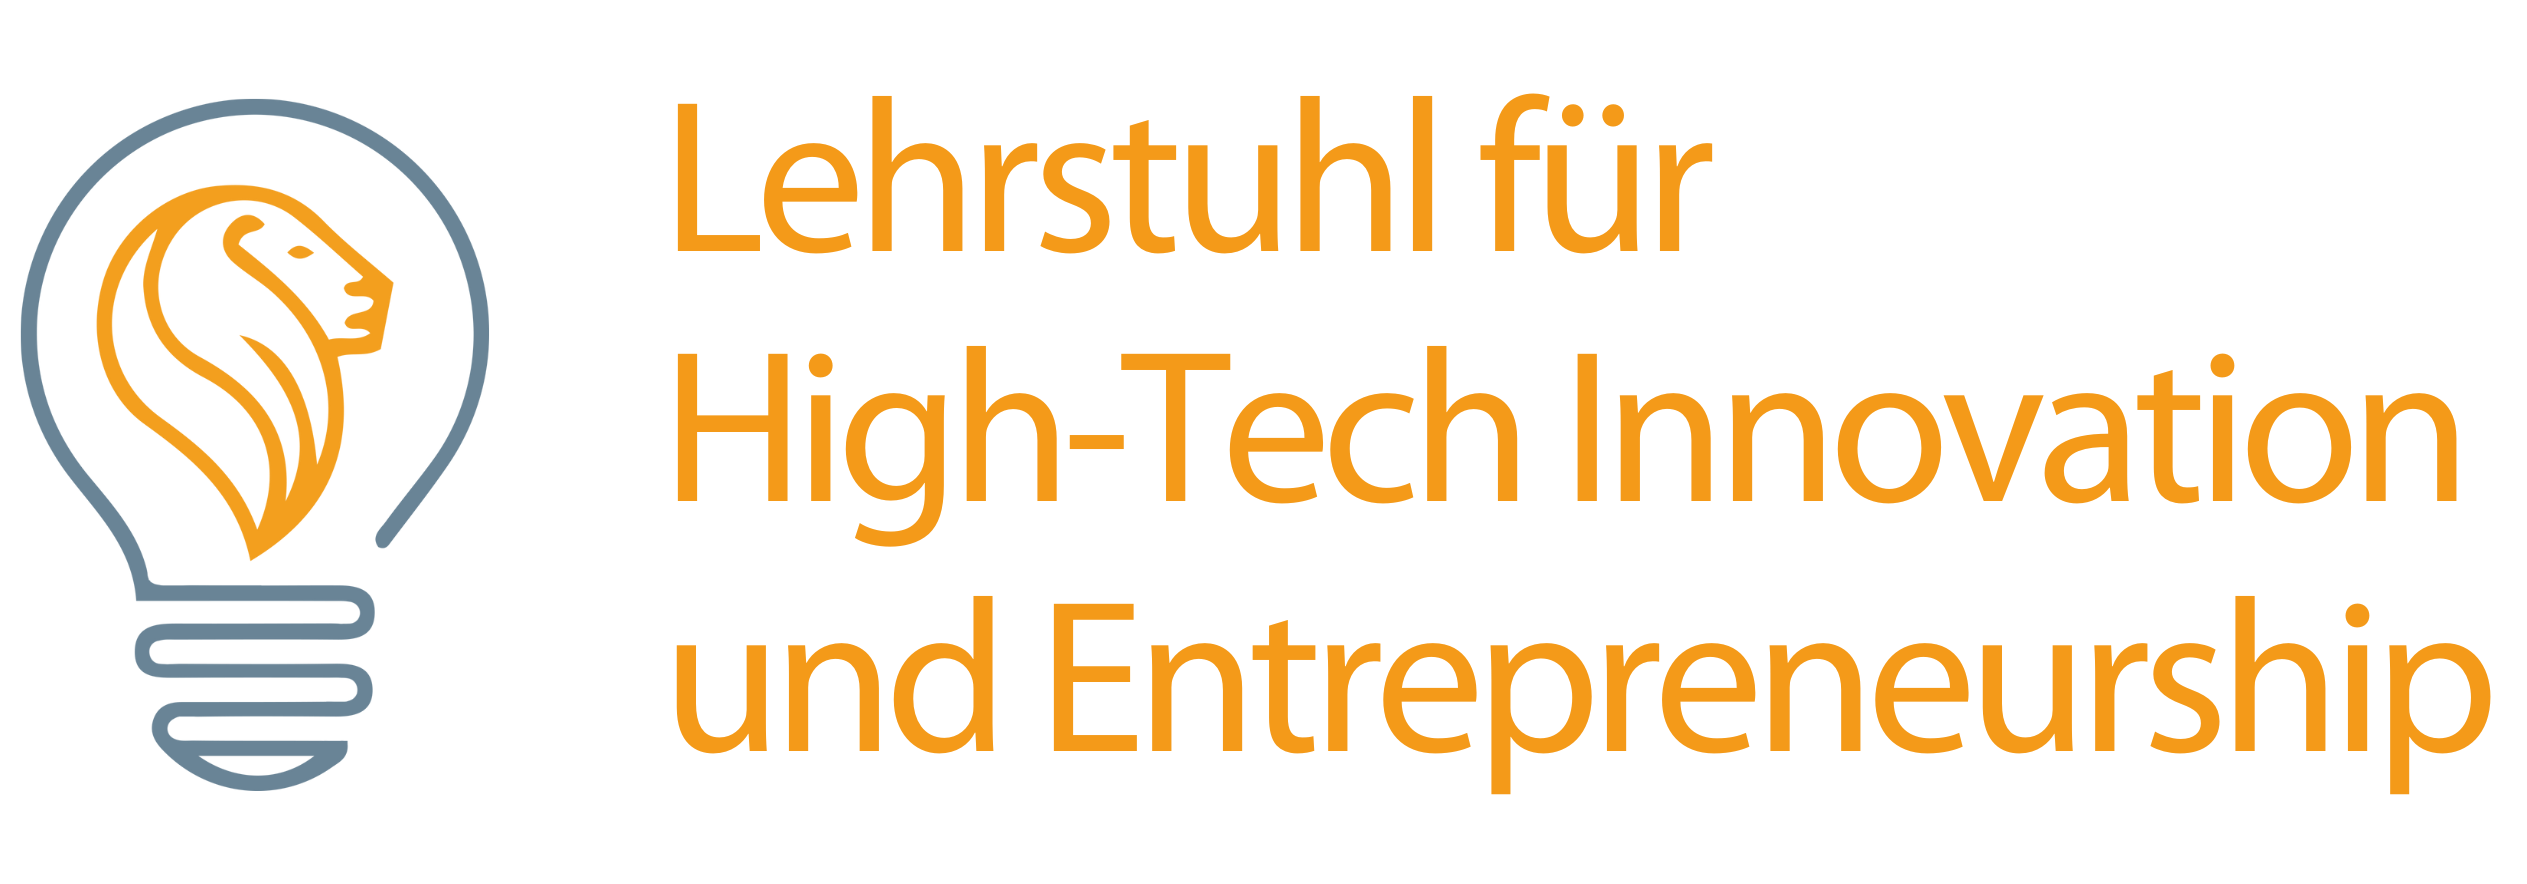 Lehrstuhl für
High-Tech Innovation
und Entrepreneurship